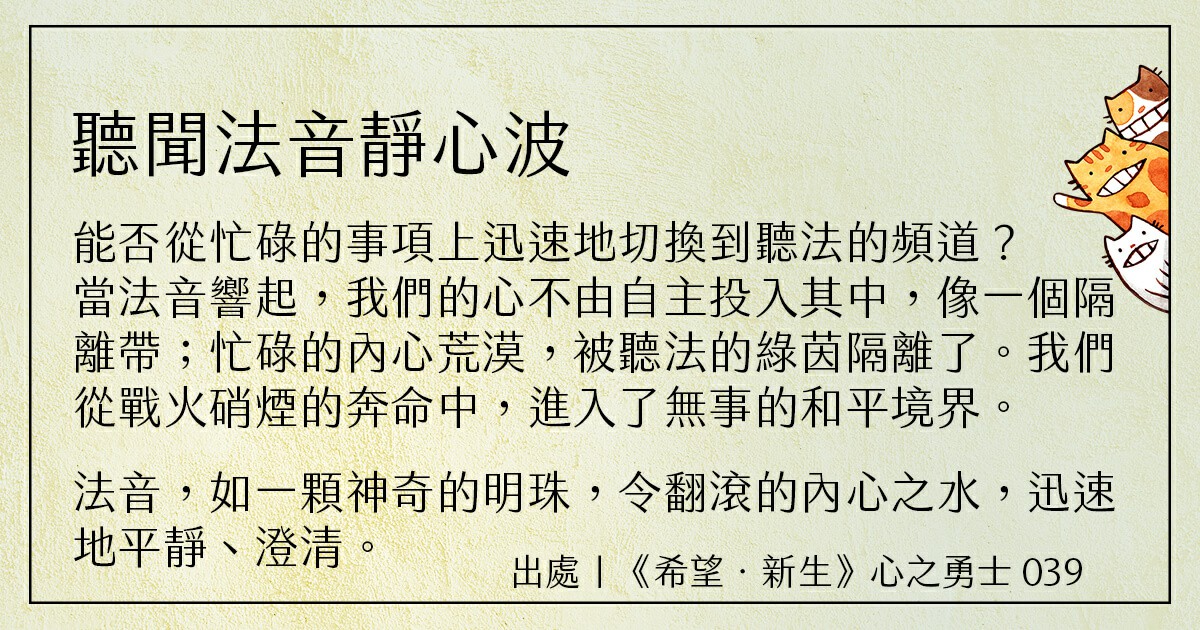 聽聞法音靜心波
能否從忙碌的事項上迅速地切換到聽法的頻道？
當法音響起，我們的心不由自主投入其中，像一個隔
離帶；忙碌的內心荒漠，被聽法的綠茵隔離了。我們
從戰火硝煙的奔命中，進入了無事的和平境界。
法音，如一顆神奇的明珠，令翻滾的內心之水，迅速
地平靜、澄清。
出處｜《希望‧新生》心之勇士 039